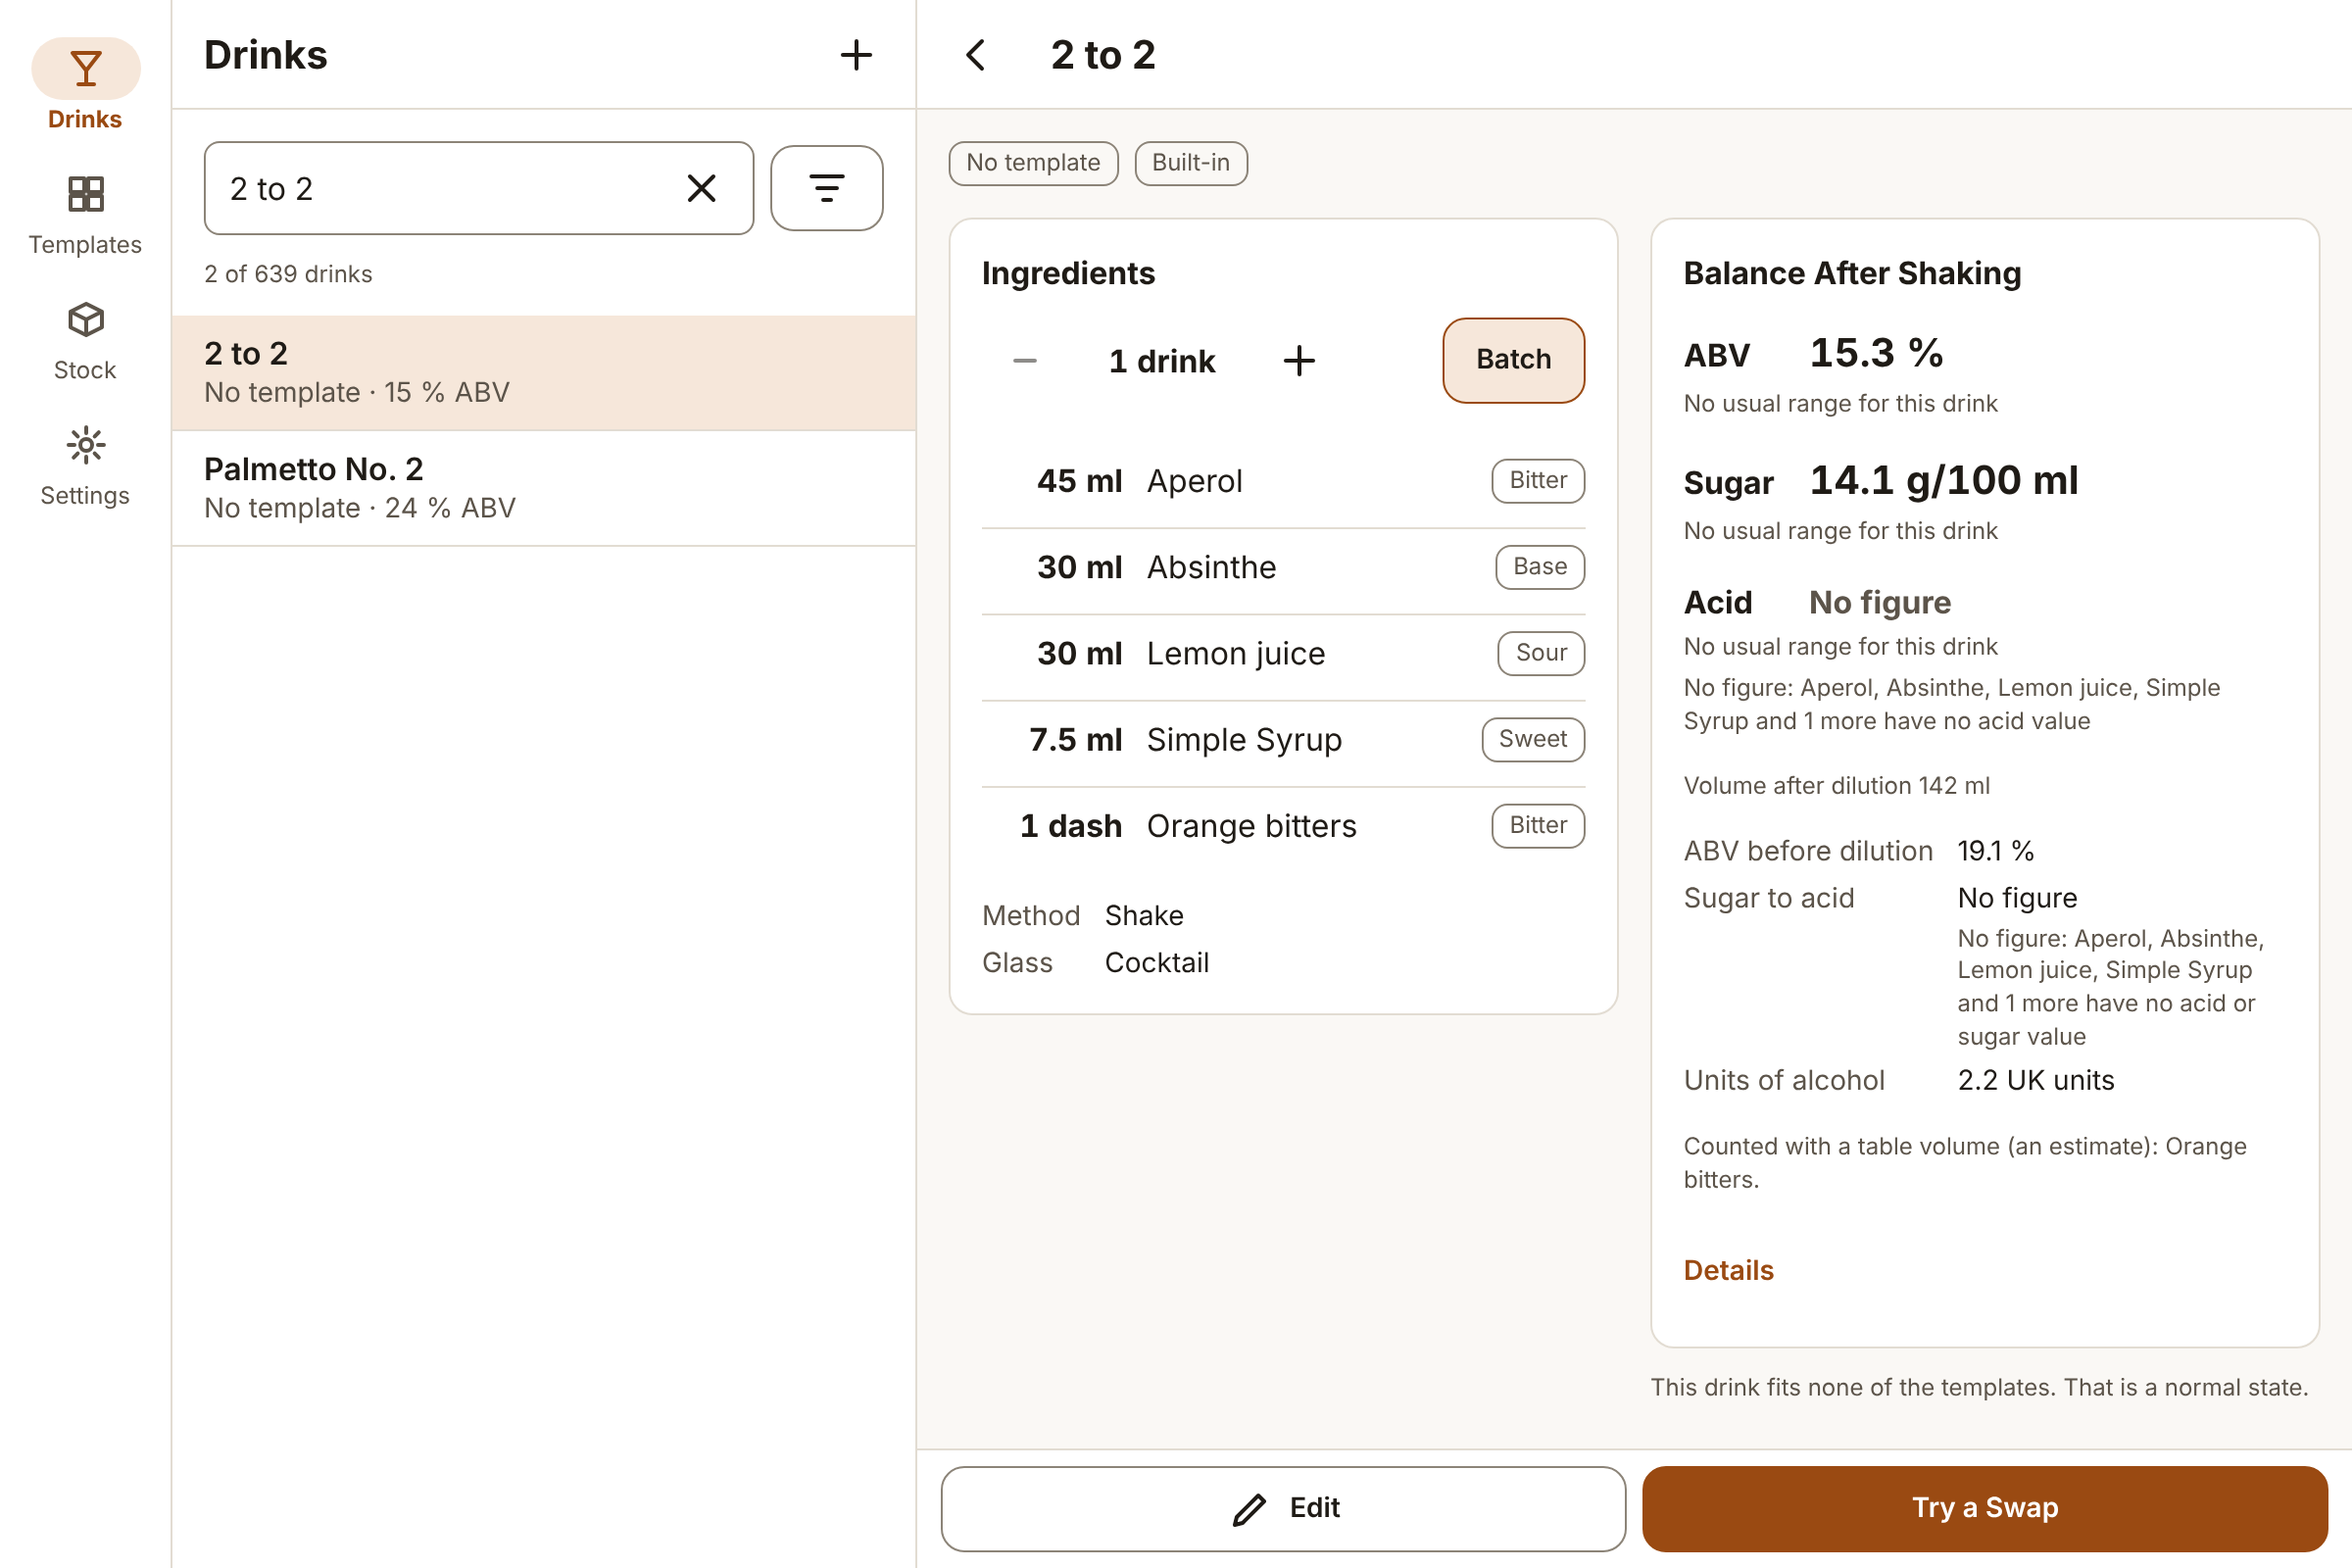 Drinks
Templates
Stock
Settings
Drinks
2 to 2
2 of 639 drinks
2 to 2
No template · 15 % ABV
Palmetto No. 2
No template · 24 % ABV
2 to 2
No template
Built-in
Ingredients
1 drink
Batch
45 ml Aperol Bitter
30 ml Absinthe Base
30 ml Lemon juice Sour
7.5 ml Simple Syrup Sweet
1 dash Orange bitters Bitter
Method Shake
Glass Cocktail
Balance After Shaking
ABV 15.3 %
No usual range for this drink
Sugar 14.1 g/100 ml
No usual range for this drink
Acid No figure
No usual range for this drink
No figure: Aperol, Absinthe, Lemon juice, Simple
Syrup and 1 more have no acid value
Volume after dilution 142 ml
ABV before dilution 19.1 %
Sugar to acid No figure
No figure: Aperol, Absinthe,
Lemon juice, Simple Syrup
and 1 more have no acid or
sugar value
Units of alcohol 2.2 UK units
Counted with a table volume (an estimate): Orange
bitters.
Details
This drink fits none of the templates. That is a normal state.
Edit
Try a Swap